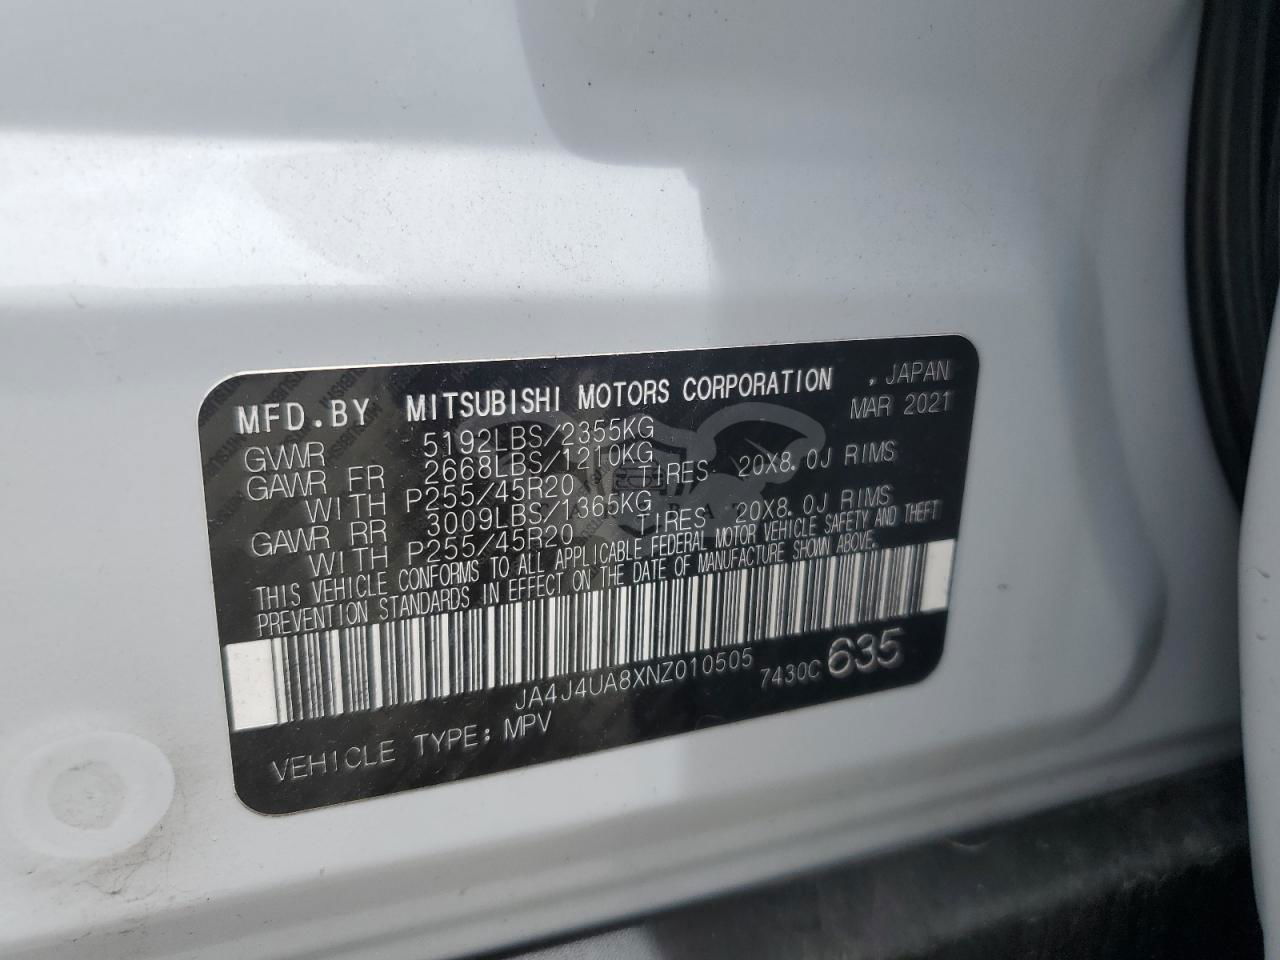 MFD.BY MITSUBISHI MOTORS CORPORATION , JAPAN
MAR 2021
GVWR 5192LBS/2355KG
GAWR FR 2668LBS/1210KG
WITH P255/45R20 TIRES 20X8.0J RIMS
GAWR RR 3009LBS/1365KG
WITH P255/45R20 TIRES 20X8.0J RIMS
THIS VEHICLE CONFORMS TO ALL APPLICABLE FEDERAL MOTOR VEHICLE SAFETY AND THEFT
PREVENTION STANDARDS IN EFFECT ON THE DATE OF MANUFACTURE SHOWN ABOVE.
JA4J4UA8XNZ010505 7430C 635
VEHICLE TYPE: MPV